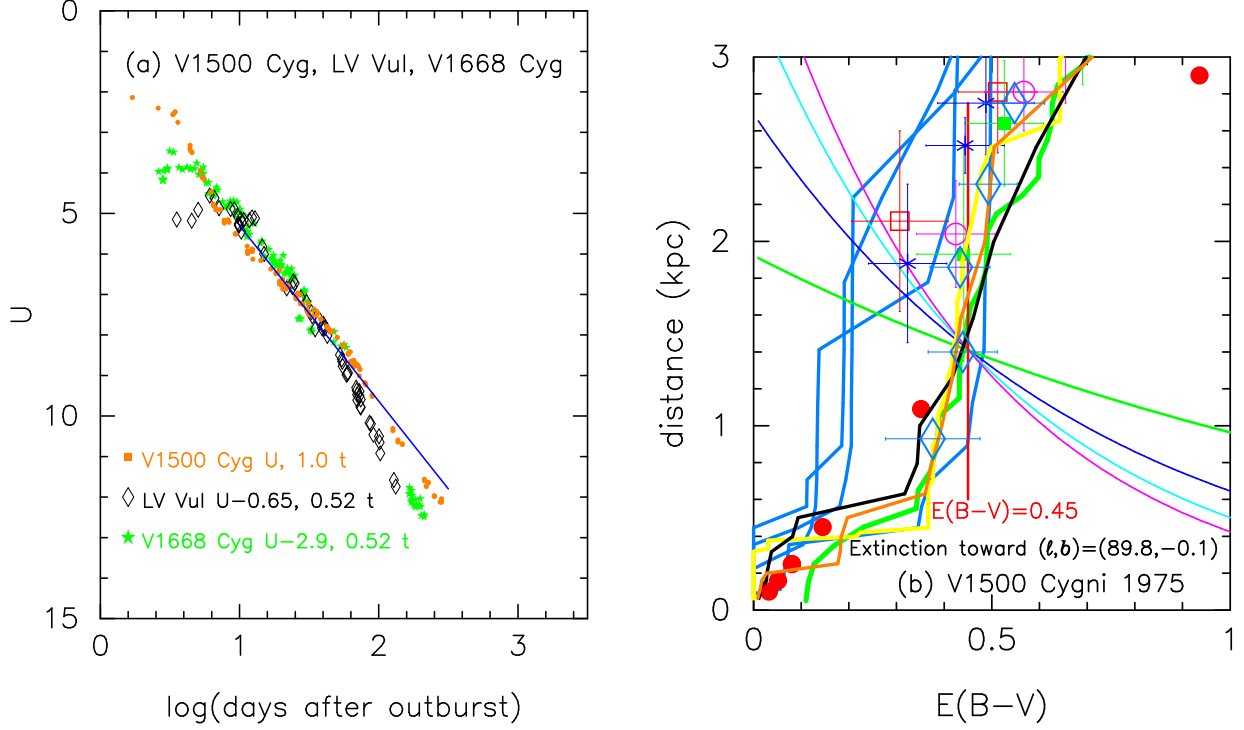 (a) V1500 Cyg, LV Vul, V1668 Cyg
0
5
10
15
U
V1500 Cyg U, 1.0 t
LV Vul U−0.65, 0.52 t
V1668 Cyg U−2.9, 0.52 t
0 1 2 3
log(days after outburst)
3
2
1
0
distance (kpc)
E(B−V)=0.45
Extinction toward (l,b)=(89.8,−0.1)
(b) V1500 Cygni 1975
0 0.5 1
E(B−V)